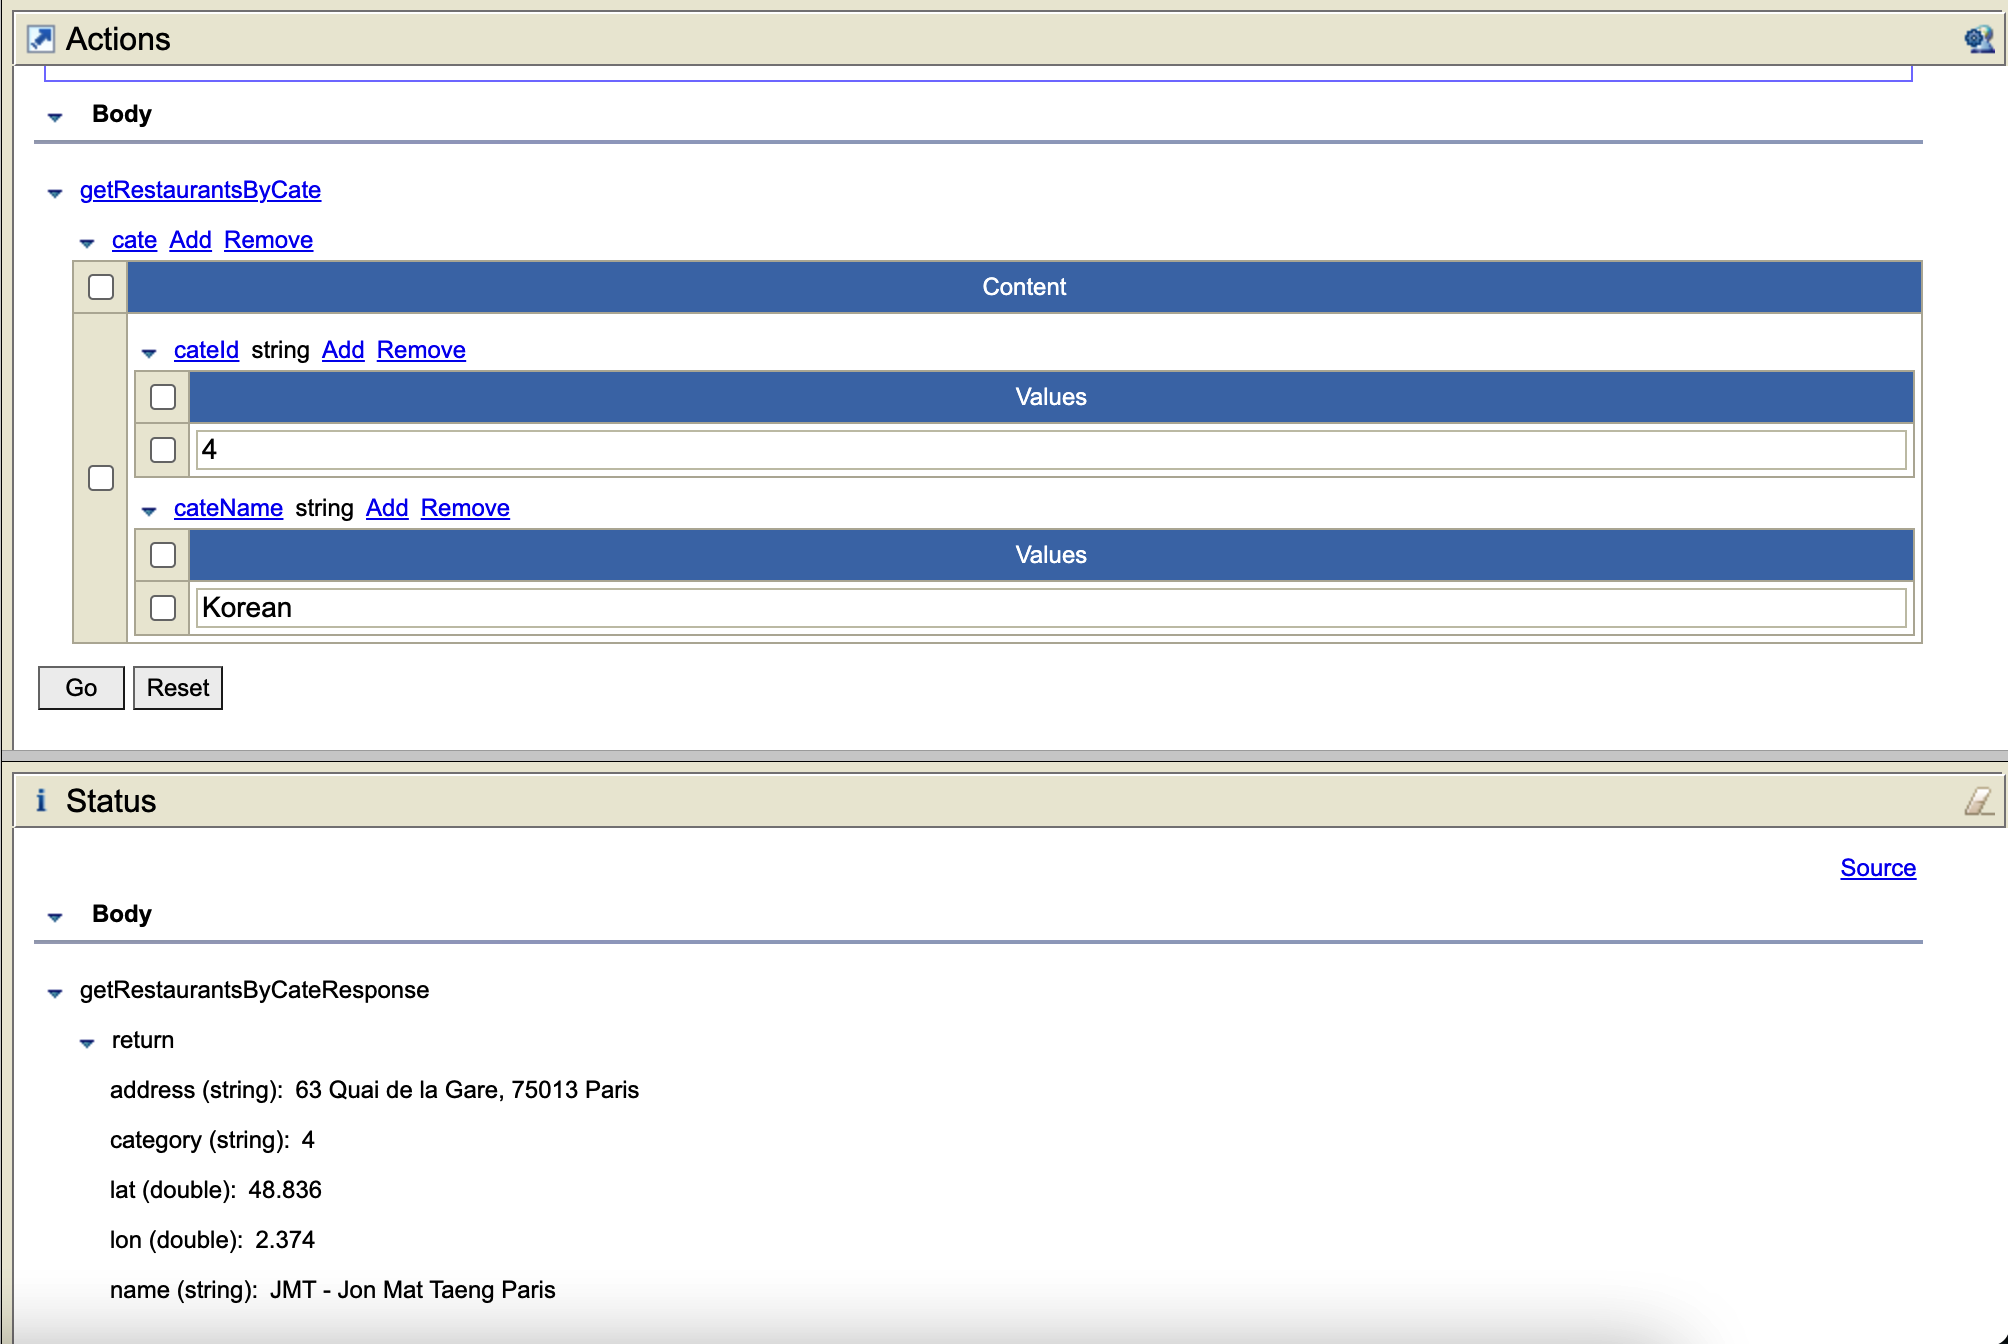 Actions
Body
getRestaurantsByCate
cate Add Remove
Content
cateId string Add Remove
Values
4
cateName string Add Remove
Values
Korean
Go Reset
i Status
Source
Body
getRestaurantsByCateResponse
return
address (string): 63 Quai de la Gare, 75013 Paris
category (string): 4
lat (double): 48.836
lon (double): 2.374
name (string): JMT - Jon Mat Taeng Paris